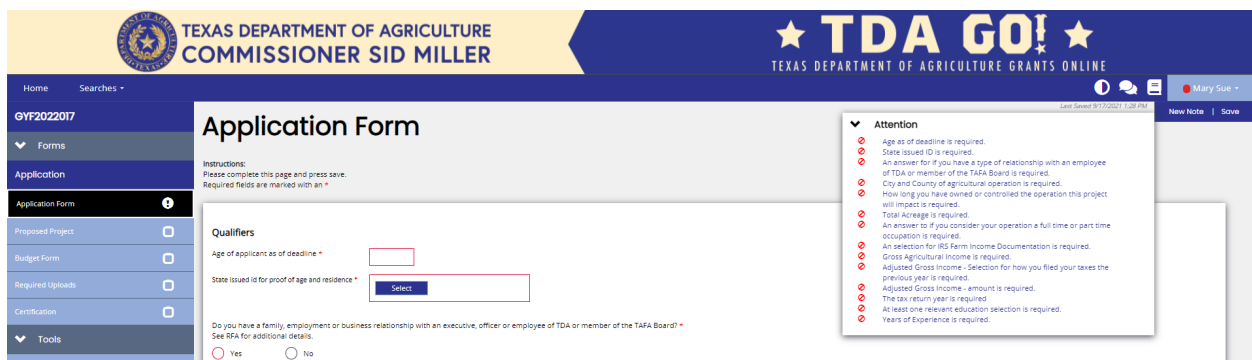 TEXAS DEPARTMENT OF AGRICULTURE
COMMISSIONER SID MILLER
TDA GO!
TEXAS DEPARTMENT OF AGRICULTURE GRANTS ONLINE
Home
Searches
Mary Sue
GYF2022017
Last Saved 9/17/2021 1:28 PM
New Note | Save
Forms
Application
Application Form
Proposed Project
Budget Form
Required Uploads
Certification
Tools
Application Form
Instructions:
Please complete this page and press save.
Required fields are marked with an *
Attention
Age as of deadline is required.
State issued ID is required.
An answer for if you have a type of relationship with an employee
of TDA or member of the TAFA Board is required.
City and County of agricultural operation is required.
How long you have owned or controlled the operation this project
will impact is required.
Total Acreage is required.
An answer to if you consider your operation a full time or part time
occupation is required.
An selection for IRS Farm Income Documentation is required.
Gross Agricultural Income is required.
Adjusted Gross Income - Selection for how you filed your taxes the
previous year is required.
Adjusted Gross Income - amount is required.
The tax return year is required
At least one relevant education selection is required.
Years of Experience is required.
Qualifiers
Age of applicant as of deadline *
State issued id for proof of age and residence *
Select
Do you have a family, employment or business relationship with an executive, officer or employee of TDA or member of the TAFA Board? *
See RFA for additional details.
Yes
No